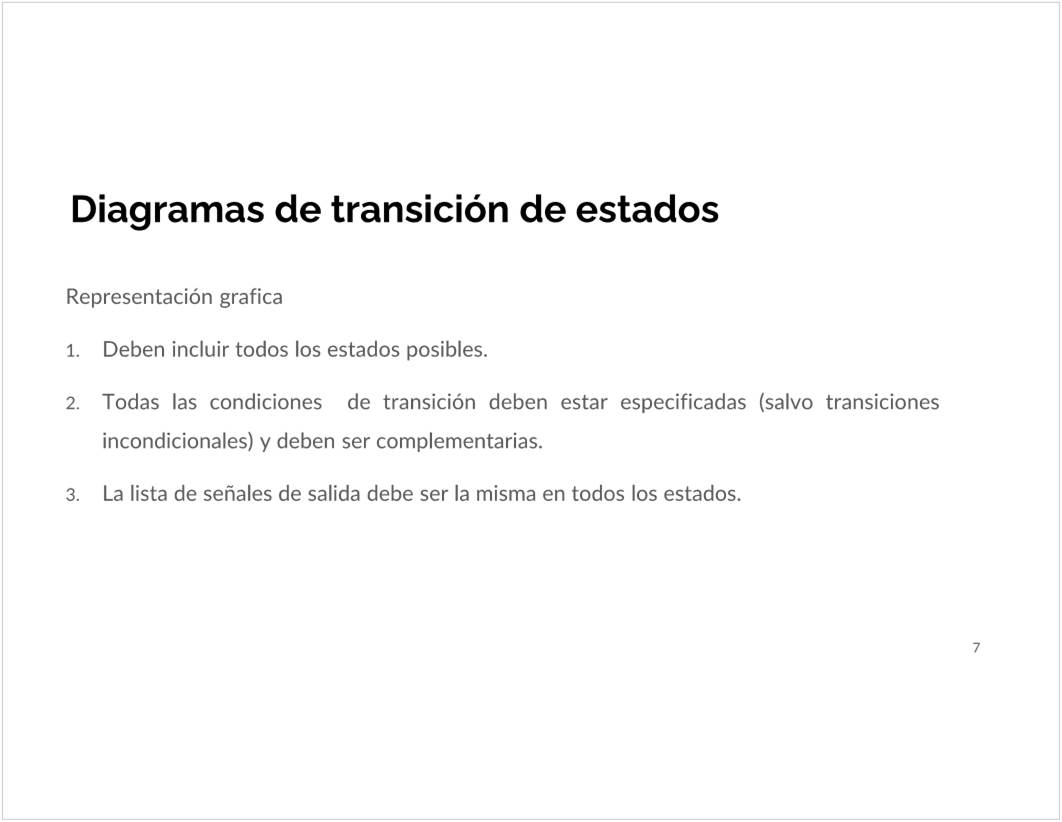 Diagramas de transición de estados
Representación grafica
1. Deben incluir todos los estados posibles.
2. Todas las condiciones de transición deben estar especificadas (salvo transiciones
incondicionales) y deben ser complementarias.
3. La lista de señales de salida debe ser la misma en todos los estados.
7